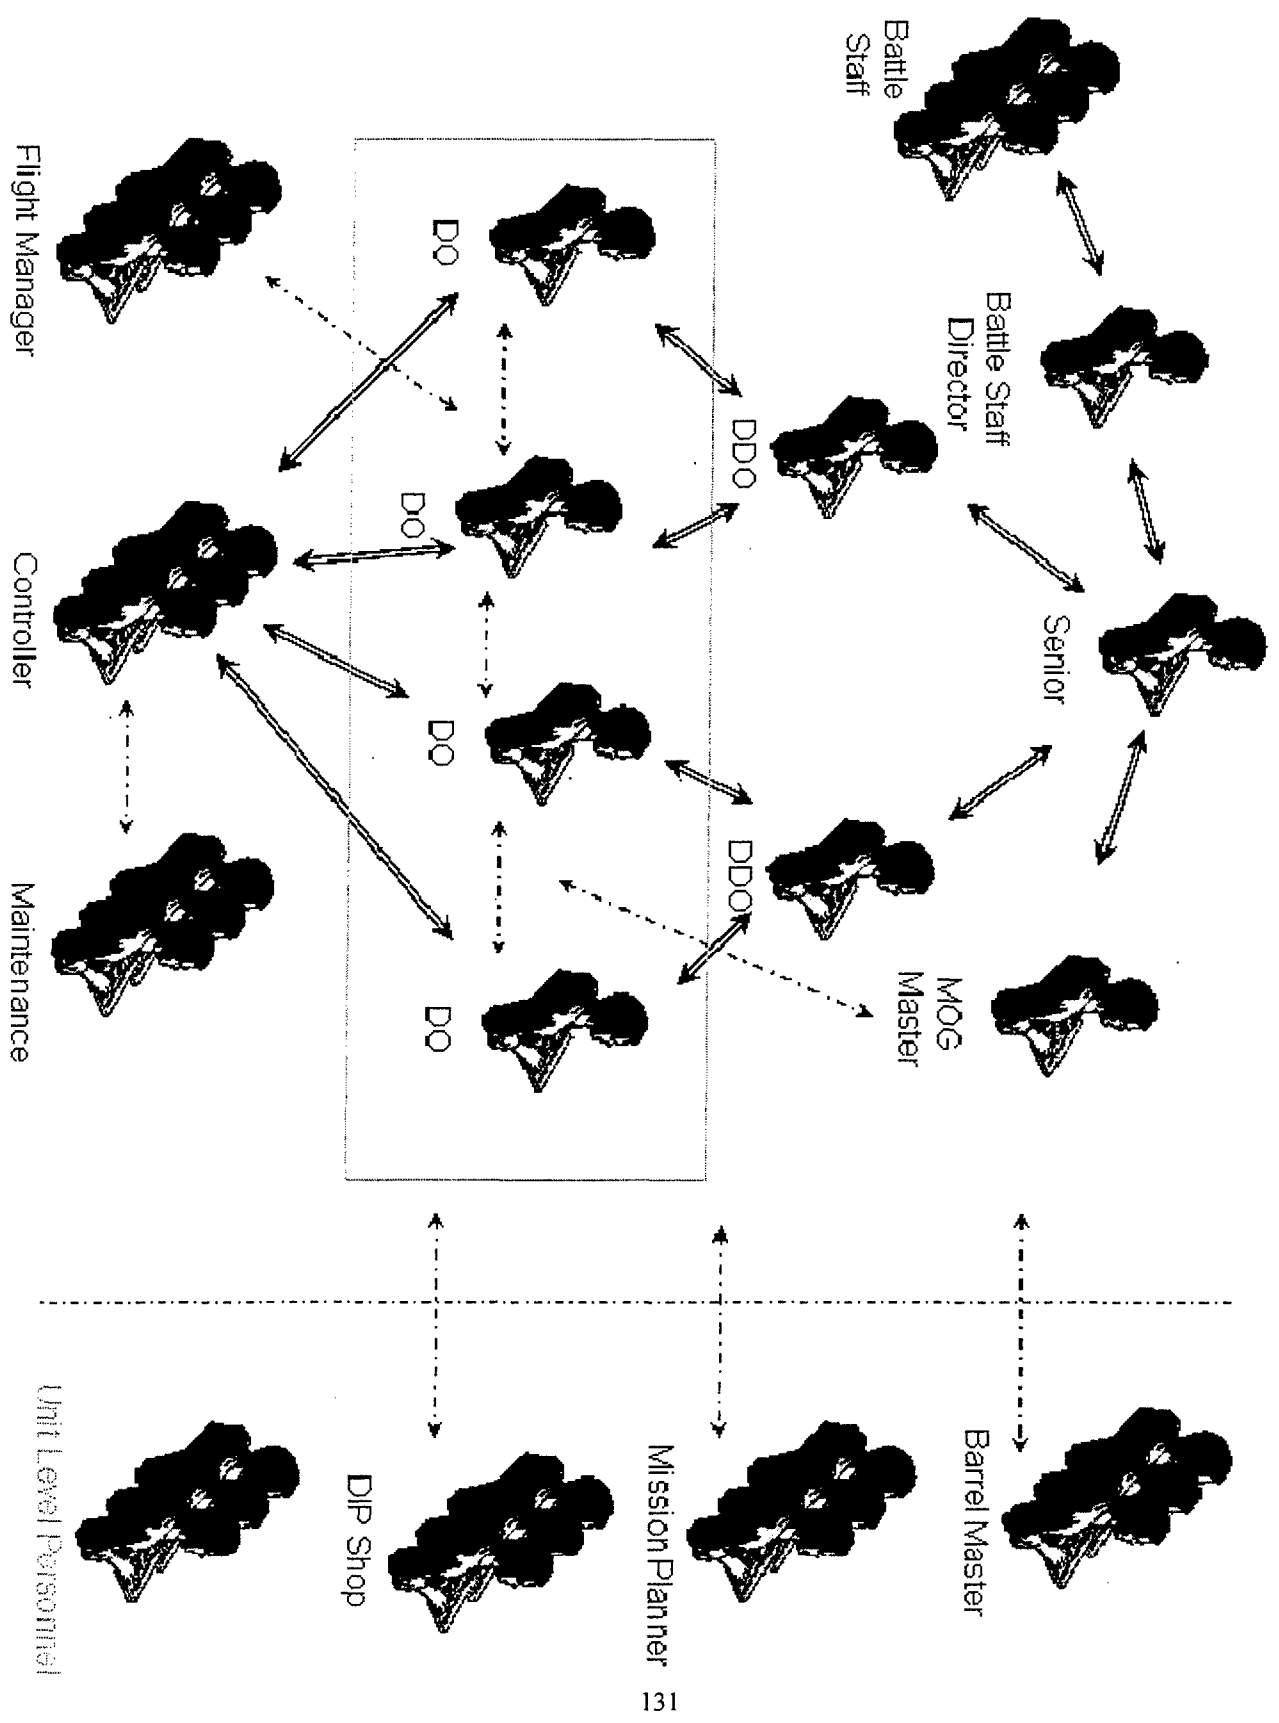 Battle
Staff
Battle Staff
Director
Senior
DDO
DDO
MOG
Master
DO
DO
DO
DO
Flight Manager
Controller
Maintenance
Barrel Master
Mission Planner
DIP Shop
Unit Level Personnel
131